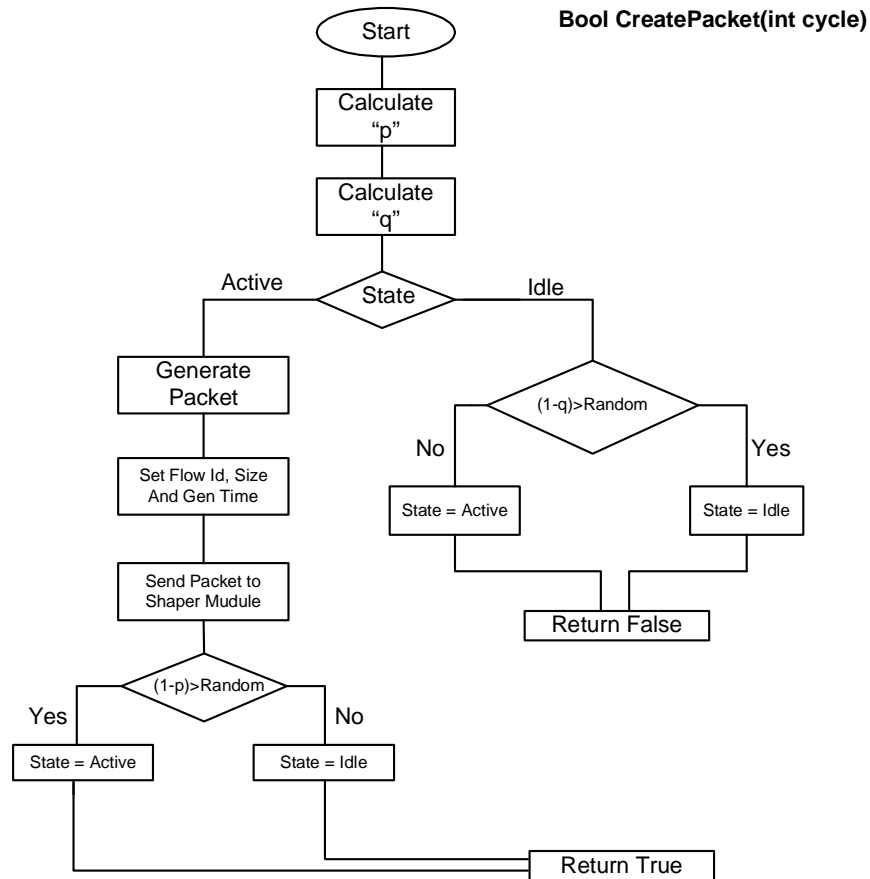 Bool CreatePacket(int cycle)
Start
Calculate
“p”
Calculate
“q”
State
Active
Idle
Generate
Packet
(1-q)>Random
No
Yes
Set Flow Id, Size
And Gen Time
State = Active
State = Idle
Send Packet to
Shaper Mudule
Return False
(1-p)>Random
Yes
No
State = Active
State = Idle
Return True